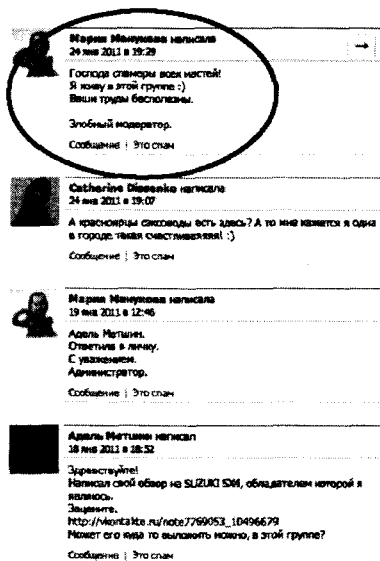 Мария Манукова написала
24 янв 2011 в 19:29
→
Господа спамеры всех мастей!
Я живу в этой группе :)
Ваши труды бесполезны.
Злобный модератор.
Сообщение | Это спам
Catherine Dissenko написала
24 янв 2011 в 19:07
А красноярцы саксоводы есть здесь? А то мне кажется я одна
в городе такая счастливаяяяя! :)
Сообщение | Это спам
Мария Манукова написала
19 янв 2011 в 12:46
Адель Метшин.
Ответила в личку.
С уважением.
Администратор.
Сообщение | Это спам
Адель Метшин написал
18 янв 2011 в 18:52
Здравствуйте!
Написал свой обзор на SUZUKI SX4, обладателем которой я
являюсь.
Зацените.
http://vkontakte.ru/note7769053_10496679
Может его куда то выложить можно, в этой группе?
Сообщение | Это спам